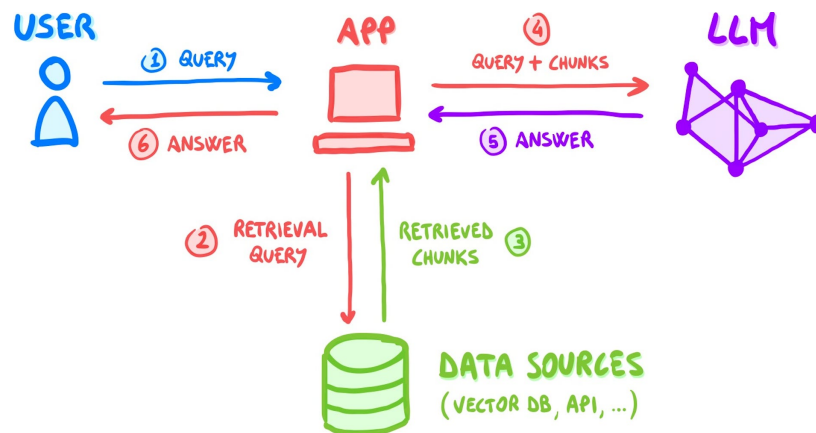 USER
APP
LLM
① QUERY
④
QUERY + CHUNKS
⑥ ANSWER
⑤ ANSWER
② RETRIEVAL
QUERY
RETRIEVED
CHUNKS ③
DATA SOURCES
(VECTOR DB, API, ...)